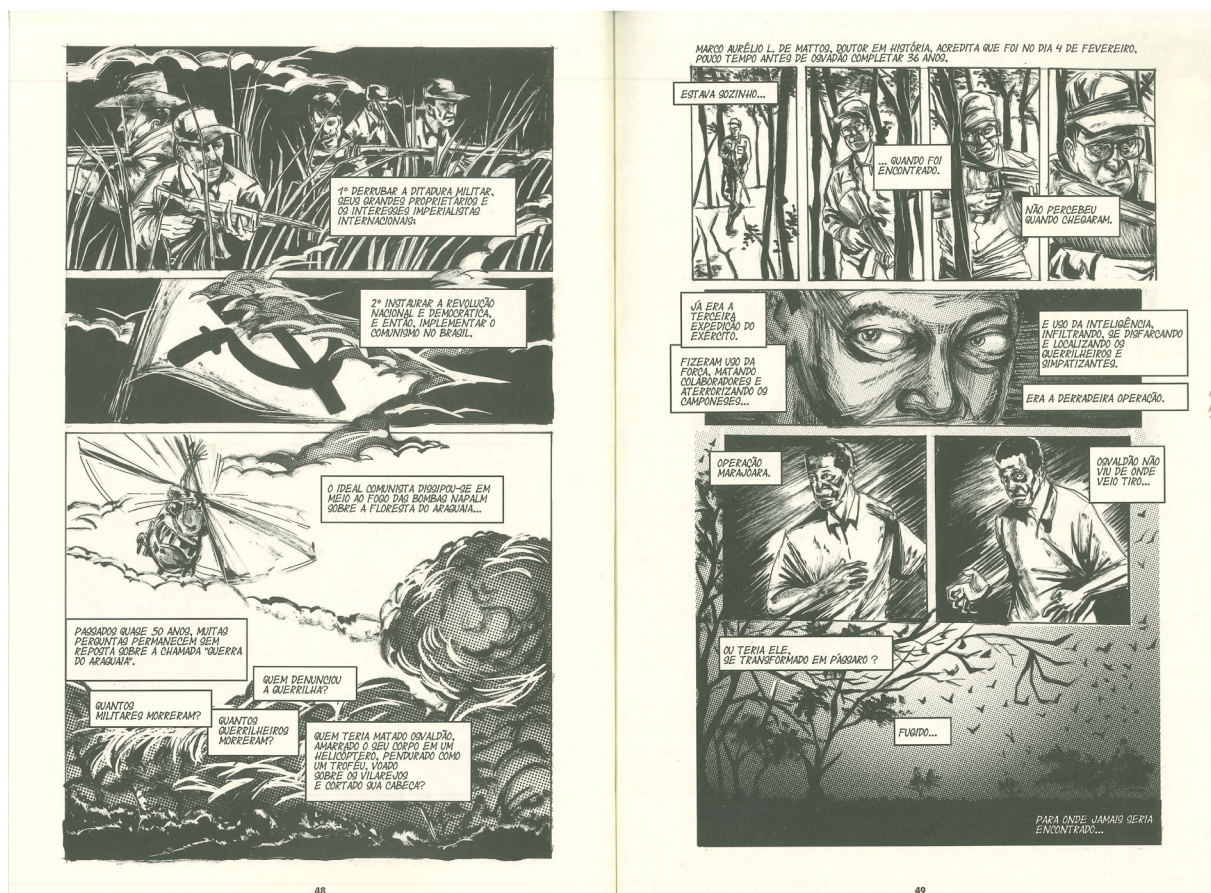 1º DERRUBAR A DITADURA MILITAR,
SEUS GRANDES PROPRIETÁRIOS E
OS INTERESSES IMPERIALISTAS
INTERNACIONAIS;
2º INSTAURAR A REVOLUÇÃO
NACIONAL E DEMOCRÁTICA,
E ENTÃO, IMPLEMENTAR O
COMUNISMO NO BRASIL.
O IDEAL COMUNISTA DISSIPOU-SE EM
MEIO AO FOGO DAS BOMBAS NAPALM
SOBRE A FLORESTA DO ARAGUAIA...
PASSADOS QUASE 50 ANOS, MUITAS
PERGUNTAS PERMANECEM SEM
REPOSTA SOBRE A CHAMADA "GUERRA
DO ARAGUAIA".
QUEM DENUNCIOU
A GUERRILHA?
QUANTOS
MILITARES MORRERAM?
QUANTOS
GUERRILHEIROS
MORRERAM?
QUEM TERIA MATADO OSVALDÃO,
AMARRADO O SEU CORPO EM UM
HELICÓPTERO, PENDURADO COMO
UM TROFÉU, VOADO
SOBRE OS VILAREJOS
E CORTADO SUA CABEÇA?
48
MARCO AURÉLIO L. DE MATTOS, DOUTOR EM HISTÓRIA, ACREDITA QUE FOI NO DIA 4 DE FEVEREIRO,
POUCO TEMPO ANTES DE OSVADÃO COMPLETAR 36 ANOS,
ESTAVA SOZINHO...
... QUANDO FOI
ENCONTRADO.
NÃO PERCEBEU
QUANDO CHEGARAM.
JÁ ERA A
TERCEIRA
EXPEDIÇÃO DO
EXÉRCITO.
FIZERAM USO DA
FORÇA, MATANDO
COLABORADORES E
ATERRORIZANDO OS
CAMPONESES...
E USO DA INTELIGÊNCIA,
INFILTRANDO, SE DISFARÇANDO
E LOCALIZANDO OS
GUERRILHEIROS E
SIMPATIZANTES.
ERA A DERRADEIRA OPERAÇÃO.
OPERAÇÃO
MARAJOARA.
OSVALDÃO NÃO
VIU DE ONDE
VEIO TIRO...
OU TERIA ELE,
SE TRANSFORMADO EM PÁSSARO ?
FUGIDO...
PARA ONDE JAMAIS SERIA
ENCONTRADO...
49